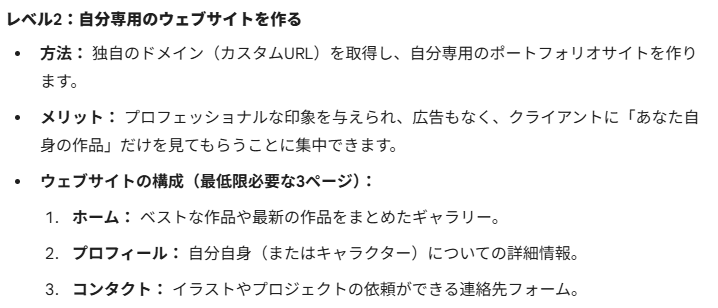 レベル2：自分専用のウェブサイトを作る
• 方法： 独自のドメイン（カスタムURL）を取得し、自分専用のポートフォリオサイトを作り
ます。
• メリット： プロフェッショナルな印象を与えられ、広告もなく、クライアントに「あなた自
身の作品」だけを見てもらうことに集中できます。
• ウェブサイトの構成（最低限必要な3ページ）：
1. ホーム： ベストな作品や最新の作品をまとめたギャラリー。
2. プロフィール： 自分自身（またはキャラクター）についての詳細情報。
3. コンタクト： イラストやプロジェクトの依頼ができる連絡先フォーム。